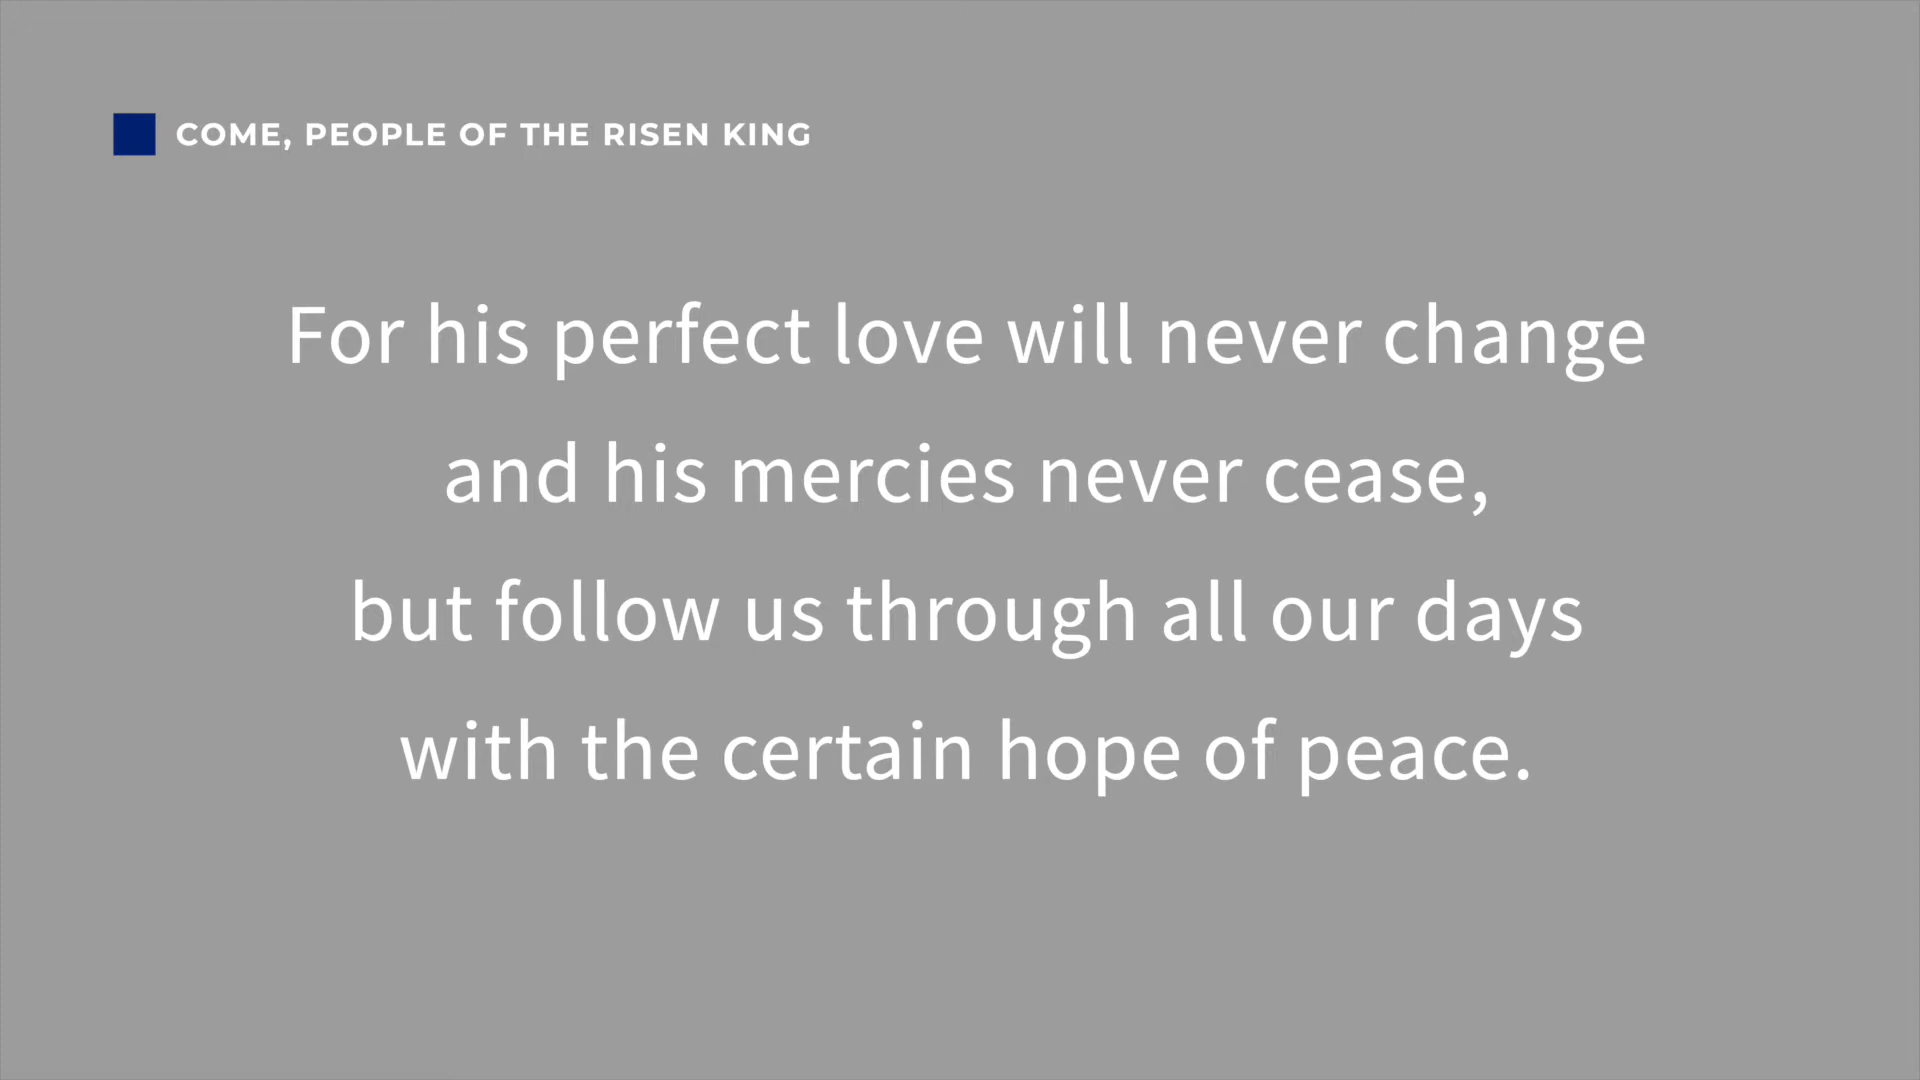 COME, PEOPLE OF THE RISEN KING
For his perfect love will never change
and his mercies never cease,
but follow us through all our days
with the certain hope of peace.